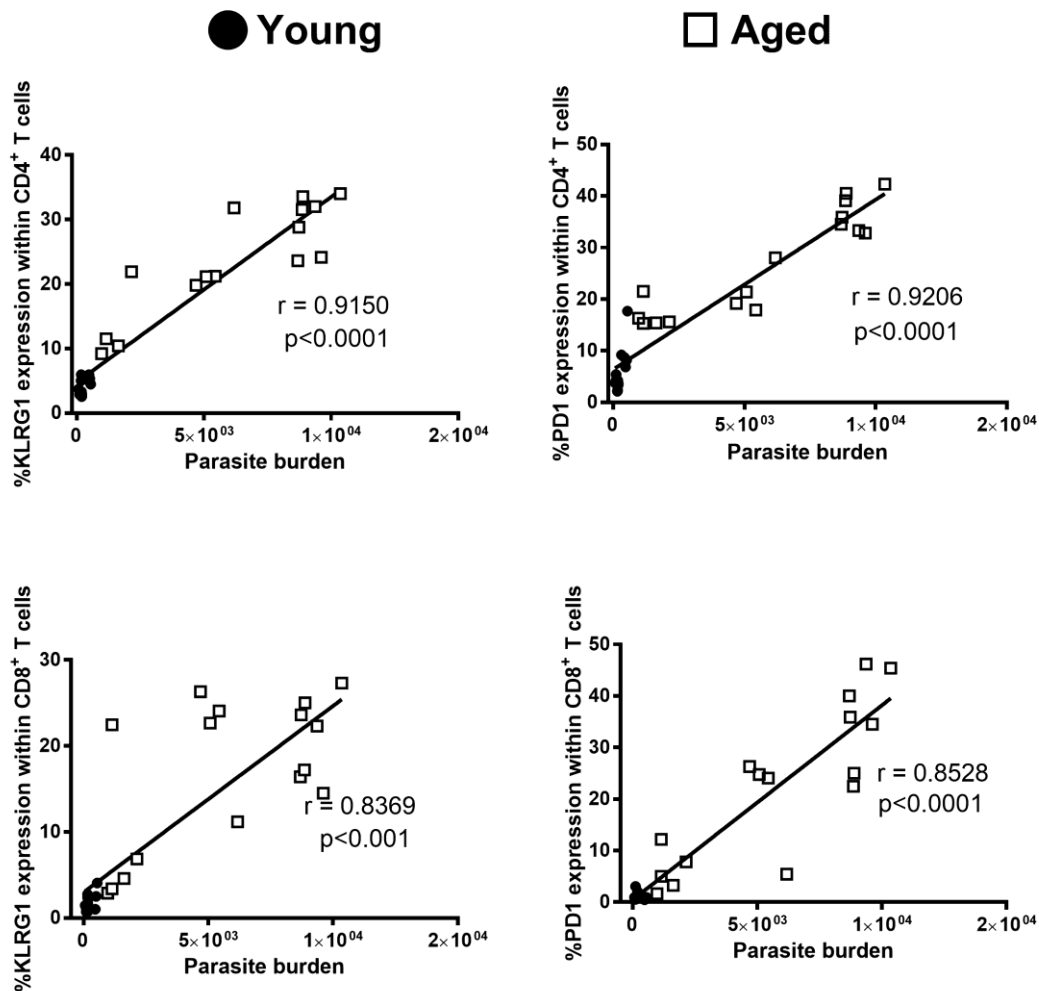 Young
Aged
%KLRG1 expression within CD4⁺ T cells
40
30
20
10
0
r = 0.9150
p<0.0001
0
5×10⁰³
1×10⁰⁴
2×10⁰⁴
Parasite burden
%PD1 expression within CD4⁺ T cells
50
40
30
20
10
0
r = 0.9206
p<0.0001
0
5×10⁰³
1×10⁰⁴
2×10⁰⁴
Parasite burden
%KLRG1 expression within CD8⁺ T cells
30
20
10
0
r = 0.8369
p<0.001
0
5×10⁰³
1×10⁰⁴
2×10⁰⁴
Parasite burden
%PD1 expression within CD8⁺ T cells
50
40
30
20
10
0
r = 0.8528
p<0.0001
0
5×10⁰³
1×10⁰⁴
2×10⁰⁴
Parasite burden